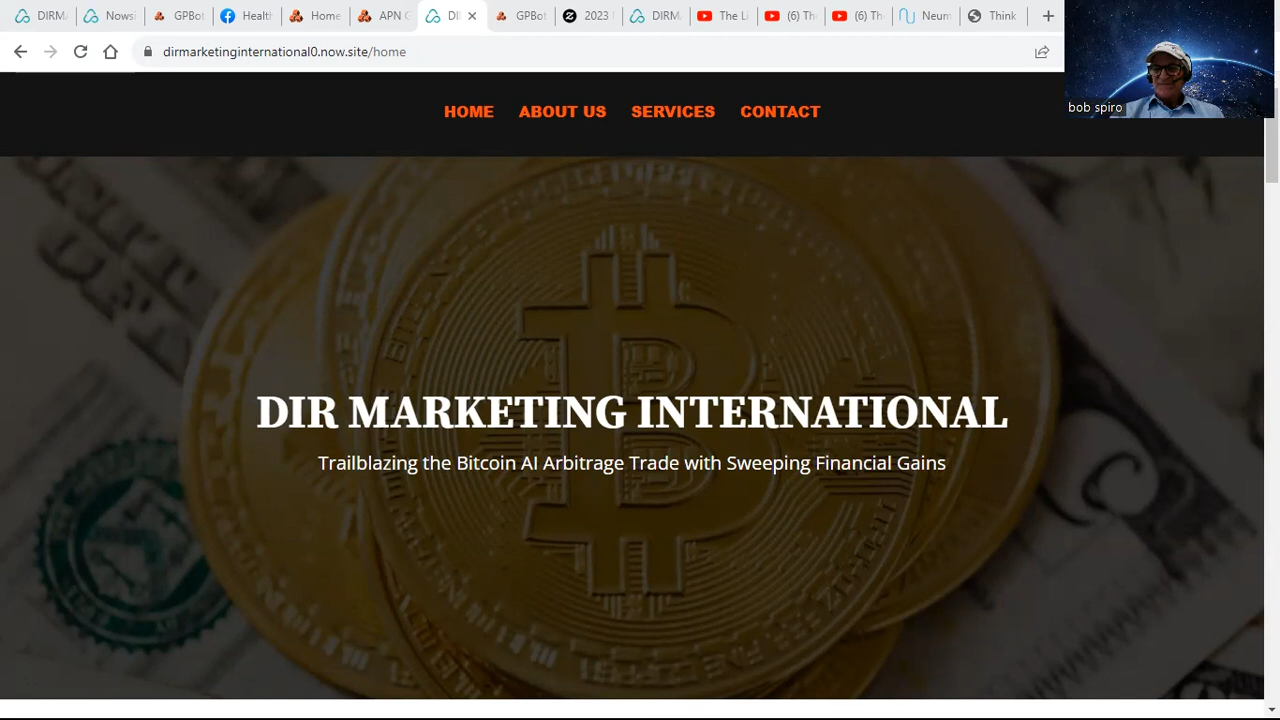 DIRM
Nowsi
GPBot
Health
Home
APN
DI
GPBot
2023
DIRM
The Li
(6) Th
(6) Th
Neum
Think
dirmarketinginternational0.now.site/home
bob spiro
HOME ABOUT US SERVICES CONTACT
DIR MARKETING INTERNATIONAL
Trailblazing the Bitcoin AI Arbitrage Trade with Sweeping Financial Gains